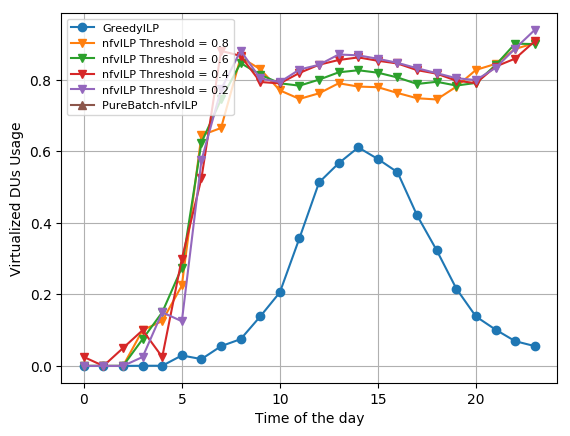 GreedyILP
nfvILP Threshold = 0.8
nfvILP Threshold = 0.6
nfvILP Threshold = 0.4
nfvILP Threshold = 0.2
PureBatch-nfvILP
Virtualized DUs Usage
0.8
0.6
0.4
0.2
0.0
0 5 10 15 20
Time of the day